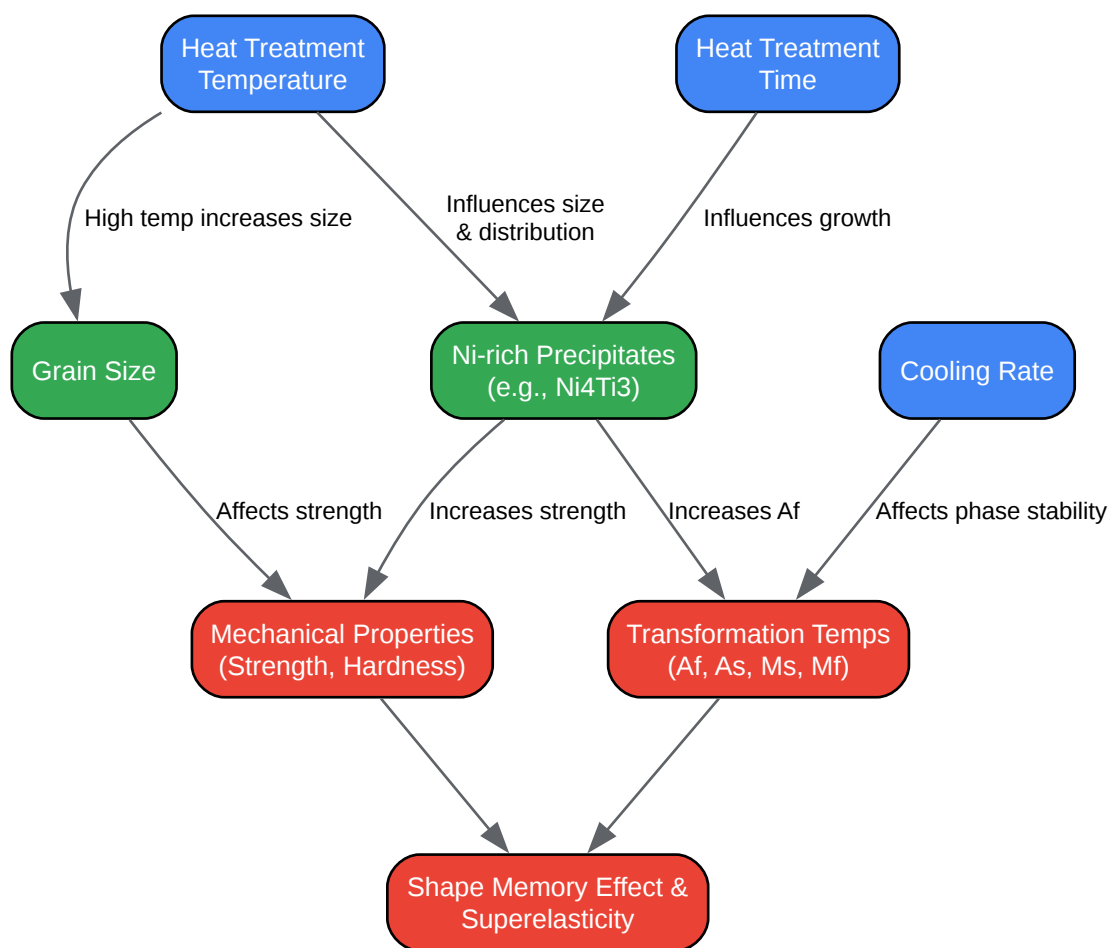 Heat Treatment
Temperature
Heat Treatment
Time
High temp increases size
Influences size
& distribution
Influences growth
Grain Size
Ni-rich Precipitates
(e.g., Ni4Ti3)
Cooling Rate
Affects strength
Increases strength
Increases Af
Affects phase stability
Mechanical Properties
(Strength, Hardness)
Transformation Temps
(Af, As, Ms, Mf)
Shape Memory Effect &
Superelasticity